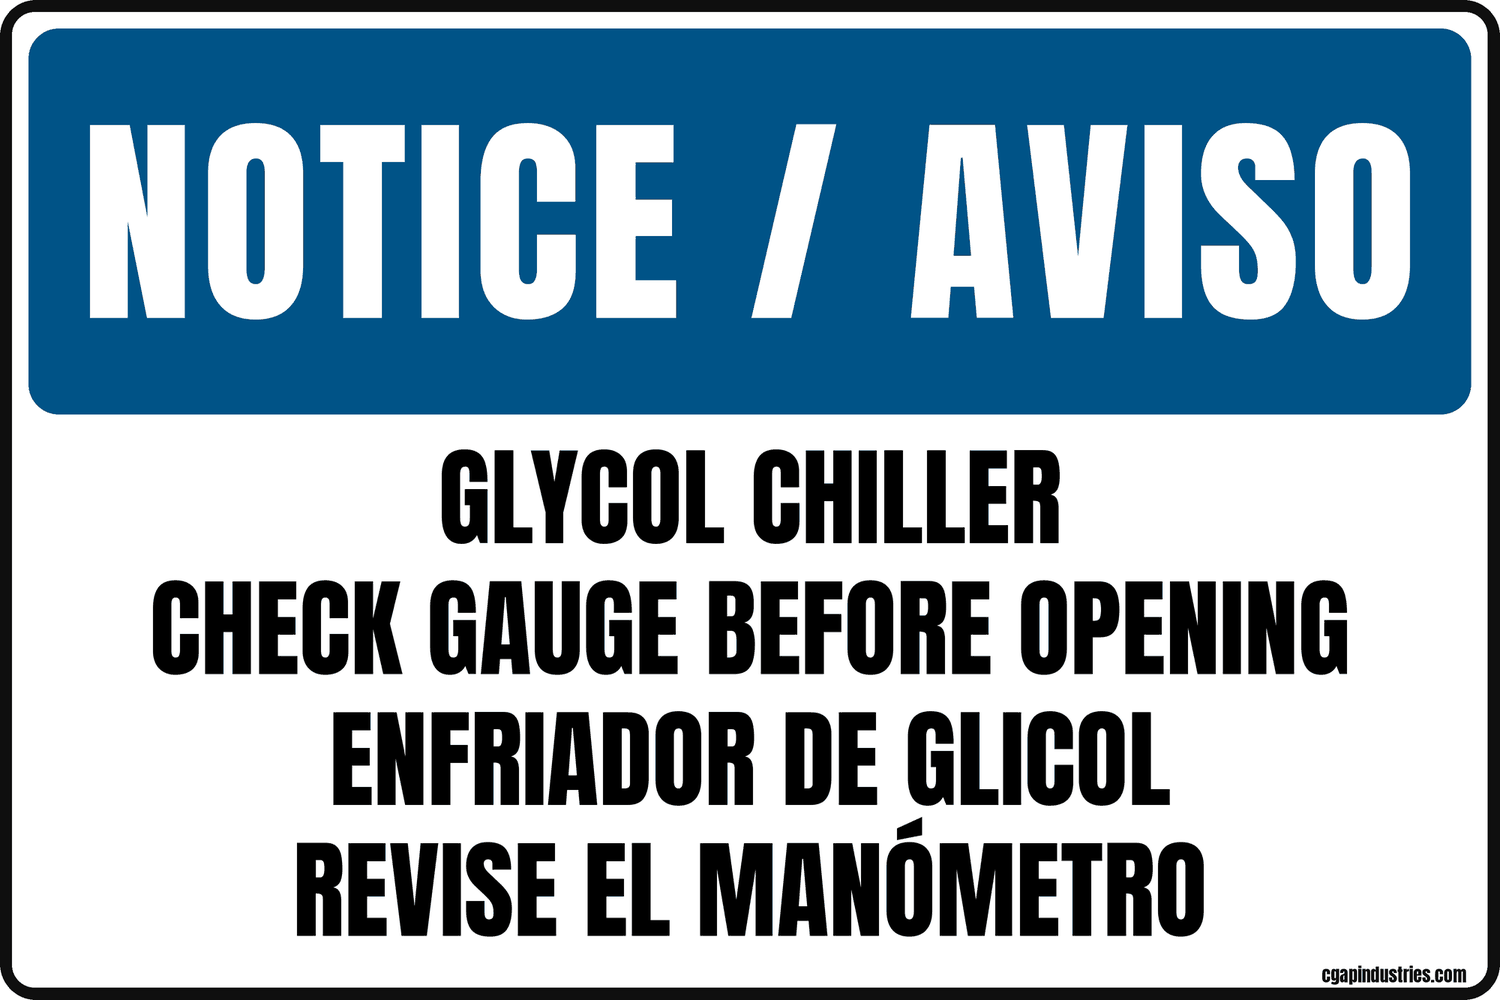 NOTICE / AVISO
GLYCOL CHILLER
CHECK GAUGE BEFORE OPENING
ENFRIADOR DE GLICOL
REVISE EL MANÓMETRO
cgapindustries.com